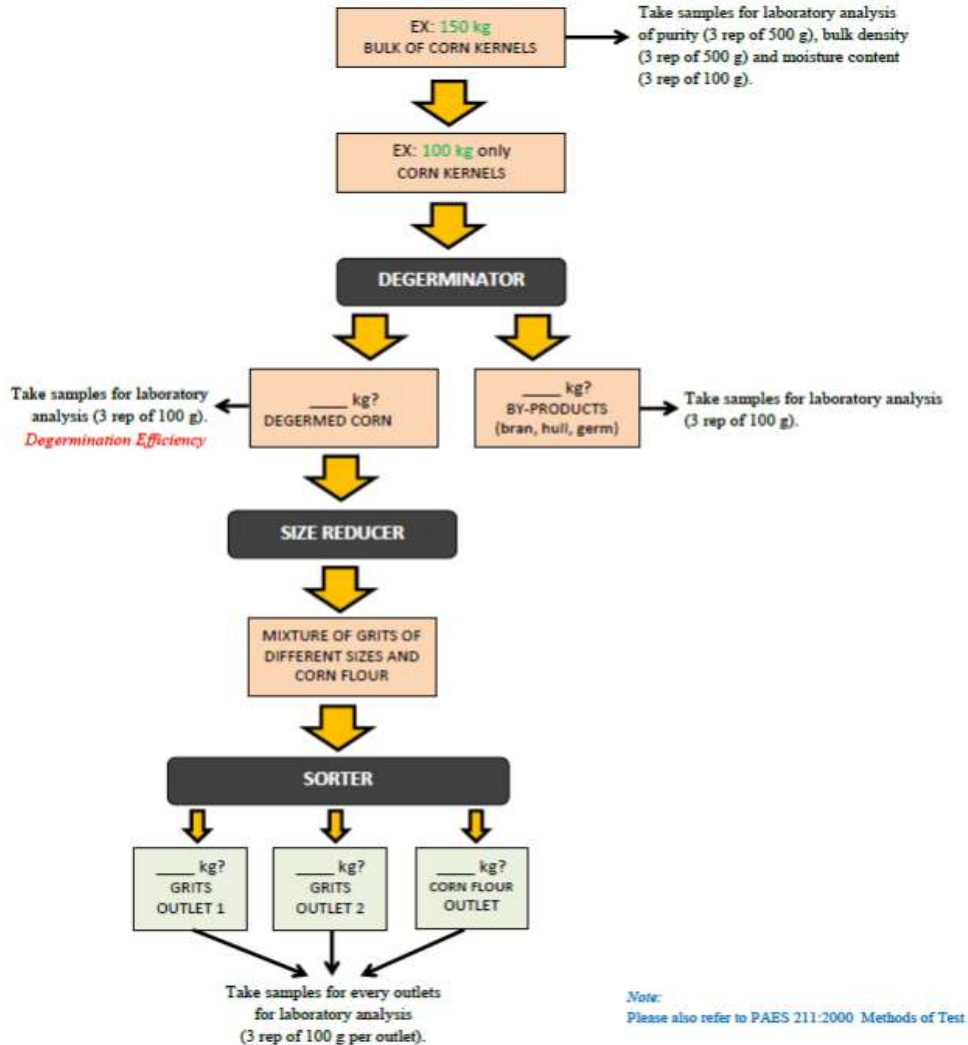 EX: 150 kg
BULK OF CORN KERNELS
Take samples for laboratory analysis
of purity (3 rep of 500 g), bulk density
(3 rep of 500 g) and moisture content
(3 rep of 100 g).
EX: 100 kg only
CORN KERNELS
DEGERMINATOR
Take samples for laboratory
analysis (3 rep of 100 g).
Degermination Efficiency
____ kg?
DEGERMED CORN
____ kg?
BY-PRODUCTS
(bran, hull, germ)
Take samples for laboratory analysis
(3 rep of 100 g).
SIZE REDUCER
MIXTURE OF GRITS OF
DIFFERENT SIZES AND
CORN FLOUR
SORTER
____ kg?
GRITS
OUTLET 1
____ kg?
GRITS
OUTLET 2
____ kg?
CORN FLOUR
OUTLET
Take samples for every outlets
for laboratory analysis
(3 rep of 100 g per outlet).
Note:
Please also refer to PAES 211:2000 Methods of Test